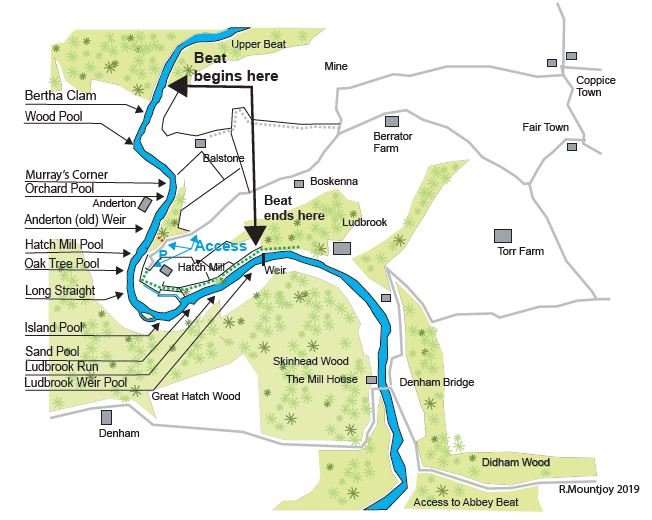 Upper Beat
Beat
begins here
Mine
Coppice
Town
Bertha Clam
Wood Pool
Fair Town
Berrator
Farm
Balstone
Murray's Corner
Orchard Pool
Boskenna
Anderton
Beat
ends here
Anderton (old) Weir
Ludbrook
Hatch Mill Pool
Access
Torr Farm
P
Oak Tree Pool
Hatch Mill
Weir
Long Straight
Island Pool
Sand Pool
Ludbrook Run
Ludbrook Weir Pool
Skinhead Wood
The Mill House
Denham Bridge
Great Hatch Wood
Denham
Didham Wood
R.Mountjoy 2019
Access to Abbey Beat